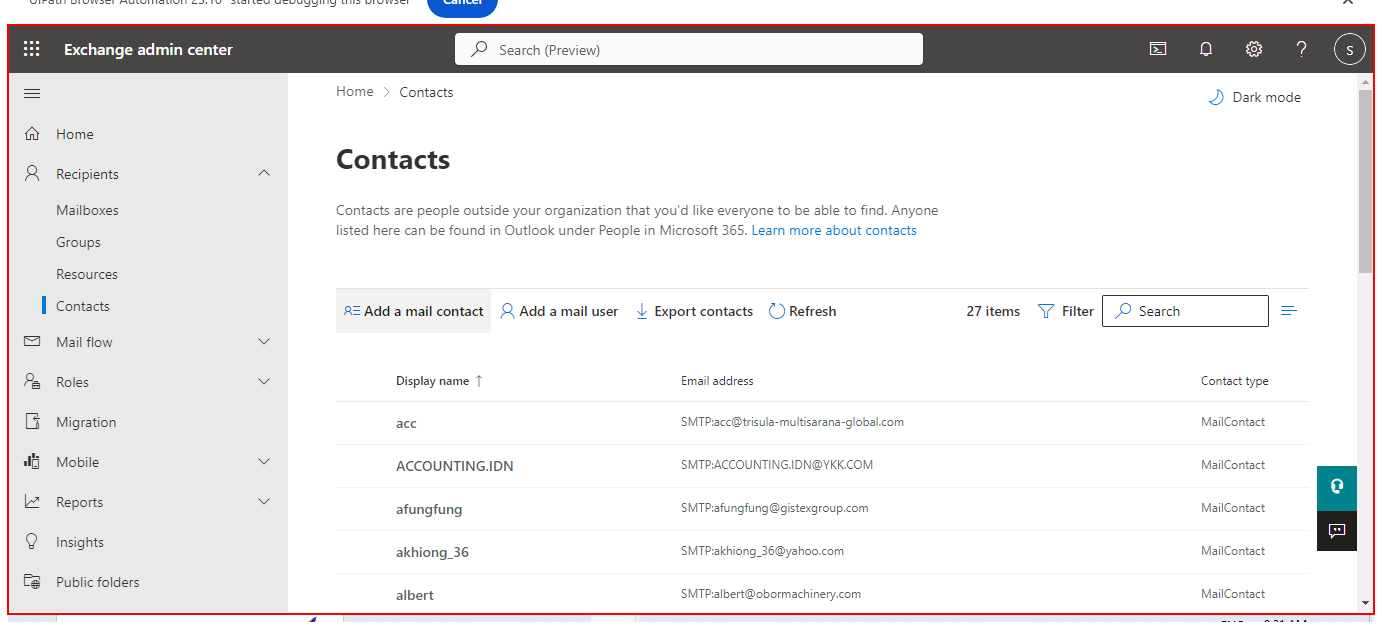 UiPath Browser Automation 23.10" started debugging this browser
Cancel
Exchange admin center
Search (Preview)
S
Home > Contacts
Dark mode
Home
Recipients
Mailboxes
Groups
Resources
Contacts
Mail flow
Roles
Migration
Mobile
Reports
Insights
Public folders
Contacts
Contacts are people outside your organization that you'd like everyone to be able to find. Anyone
listed here can be found in Outlook under People in Microsoft 365. Learn more about contacts
Add a mail contact Add a mail user Export contacts Refresh 27 items Filter Search
Display name ↑ Email address Contact type
acc SMTP:acc@trisula-multisarana-global.com MailContact
ACCOUNTING.IDN SMTP:ACCOUNTING.IDN@YKK.COM MailContact
afungfung SMTP:afungfung@gistexgroup.com MailContact
akhiong_36 SMTP:akhiong_36@yahoo.com MailContact
albert SMTP:albert@obormachinery.com MailContact